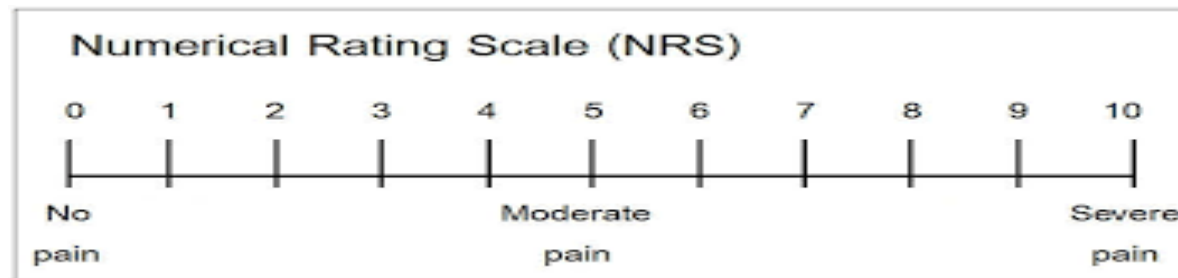 Numerical Rating Scale (NRS)
0 1 2 3 4 5 6 7 8 9 10
No Moderate Severe
pain pain pain